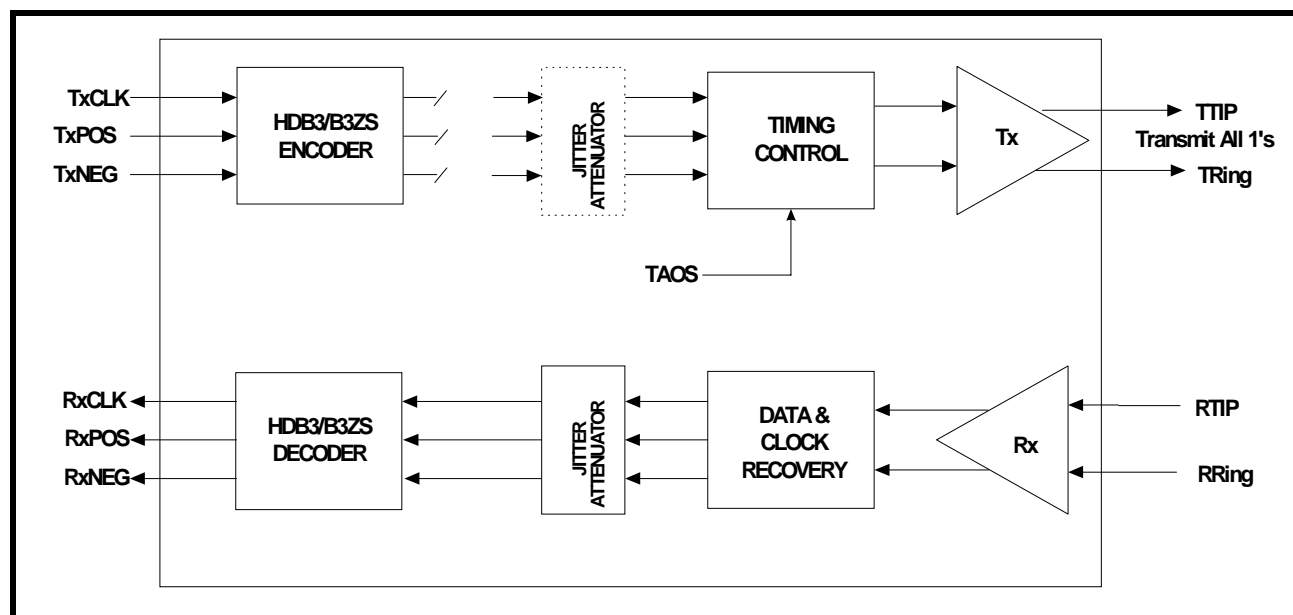 TxCLK
TxPOS
TxNEG
HDB3/B3ZS
ENCODER
JITTER
ATTENUATOR
TIMING
CONTROL
Tx
TTIP
Transmit All 1's
TRing
TAOS
RxCLK
RxPOS
RxNEG
HDB3/B3ZS
DECODER
JITTER
ATTENUATOR
DATA &
CLOCK
RECOVERY
Rx
RTIP
RRing